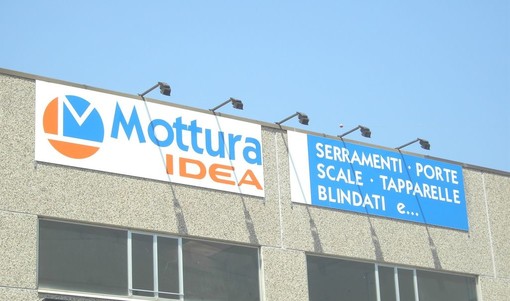 Mottura
IDEA
SERRAMENTI · PORTE
SCALE · TAPPARELLE
BLINDATI e...